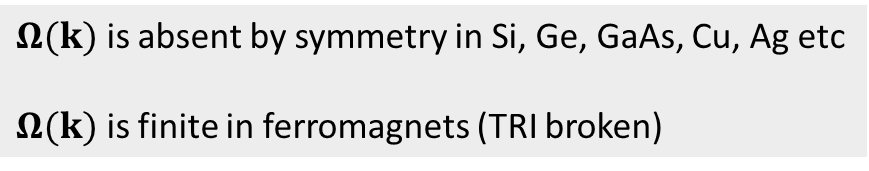 𝛀(𝐤) is absent by symmetry in Si, Ge, GaAs, Cu, Ag etc
𝛀(𝐤) is finite in ferromagnets (TRI broken)